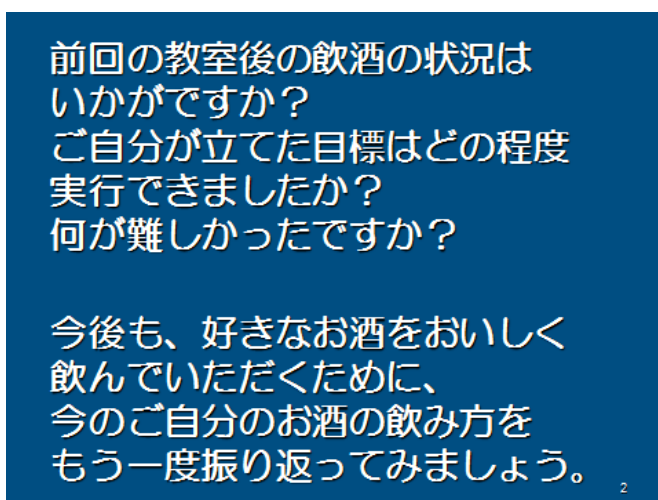 前回の教室後の飲酒の状況は
いかがですか？
ご自分が立てた目標はどの程度
実行できましたか？
何が難しかったですか？
今後も、好きなお酒をおいしく
飲んでいただくために、
今のご自分のお酒の飲み方を
もう一度振り返ってみましょう。
2